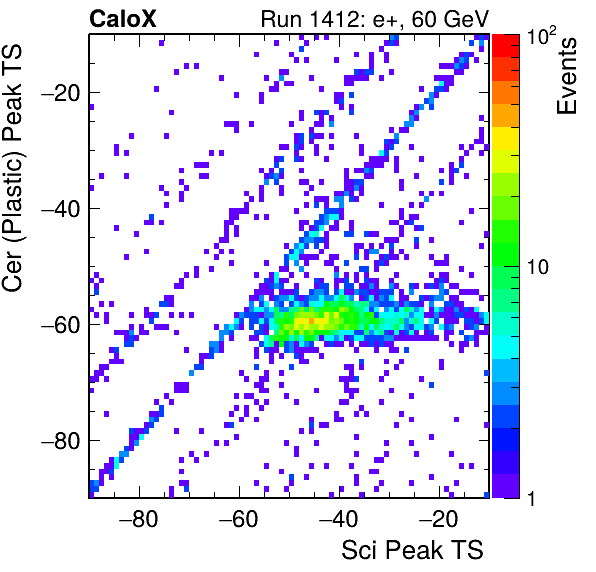 CaloX Run 1412: e+, 60 GeV
Cer (Plastic) Peak TS
−20
−40
−60
−80
−80 −60 −40 −20
Sci Peak TS
10²
10
1
Events